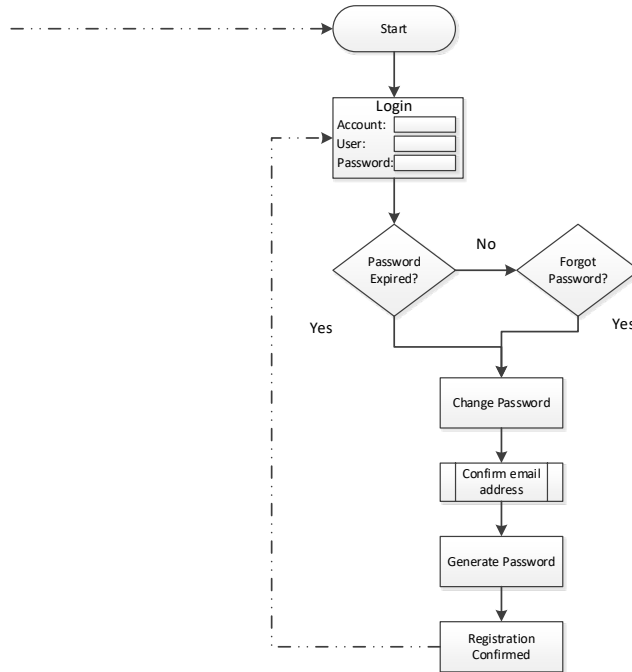 Start
Login
Account:
User:
Password:
Password
Expired?
No
Forgot
Password?
Yes
Yes
Change Password
Confirm email
address
Generate Password
Registration
Confirmed